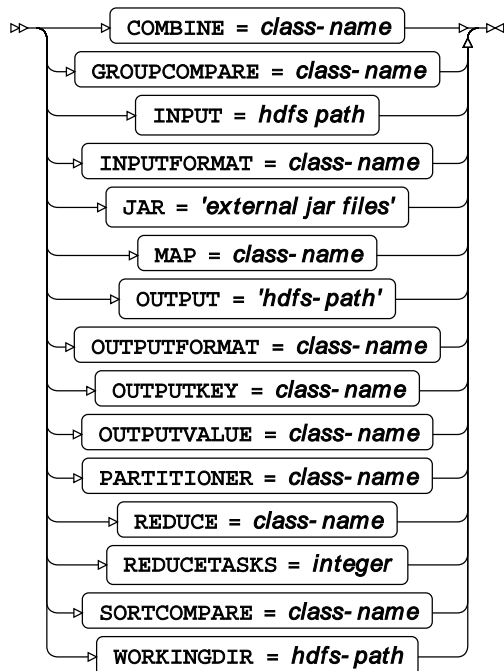 COMBINE = class-name
GROUPCOMPARE = class-name
INPUT = hdfs path
INPUTFORMAT = class-name
JAR = 'external jar files'
MAP = class-name
OUTPUT = 'hdfs-path'
OUTPUTFORMAT = class-name
OUTPUTKEY = class-name
OUTPUTVALUE = class-name
PARTITIONER = class-name
REDUCE = class-name
REDUCETASKS = integer
SORTCOMPARE = class-name
WORKINGDIR = hdfs-path